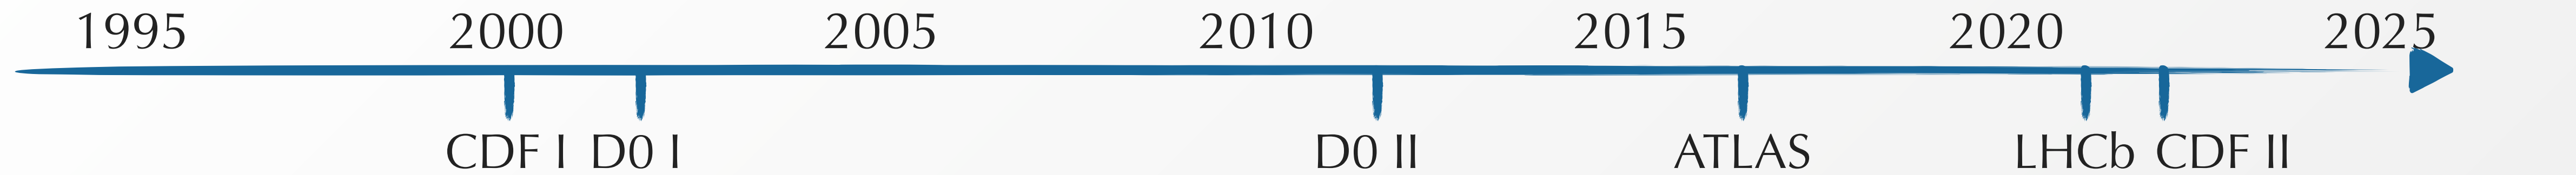 1995 2000 2005 2010 2015 2020 2025
CDF I D0 I D0 II ATLAS LHCb CDF II